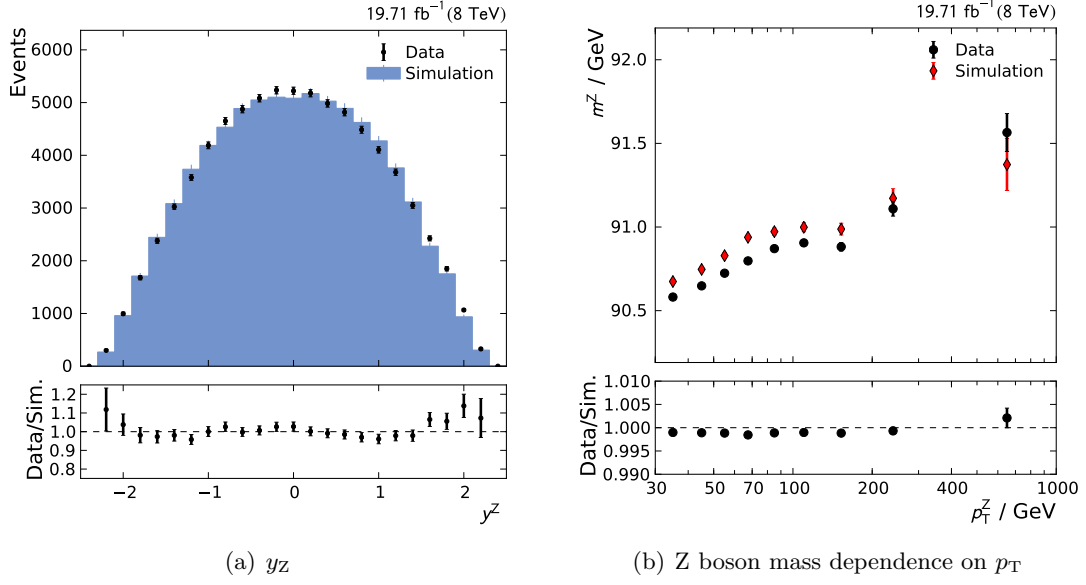 19.71 fb⁻¹(8 TeV)
Events
6000
5000
4000
3000
2000
1000
0
Data
Simulation
Data/Sim.
1.2
1.1
1.0
0.9
0.8
−2
−1
0
1
2
y^Z
(a) y_Z
19.71 fb⁻¹(8 TeV)
m^Z / GeV
92.0
91.5
91.0
90.5
Data
Simulation
Data/Sim.
1.010
1.005
1.000
0.995
0.990
30
50
70
100
200
400
1000
p_T^Z / GeV
(b) Z boson mass dependence on p_T